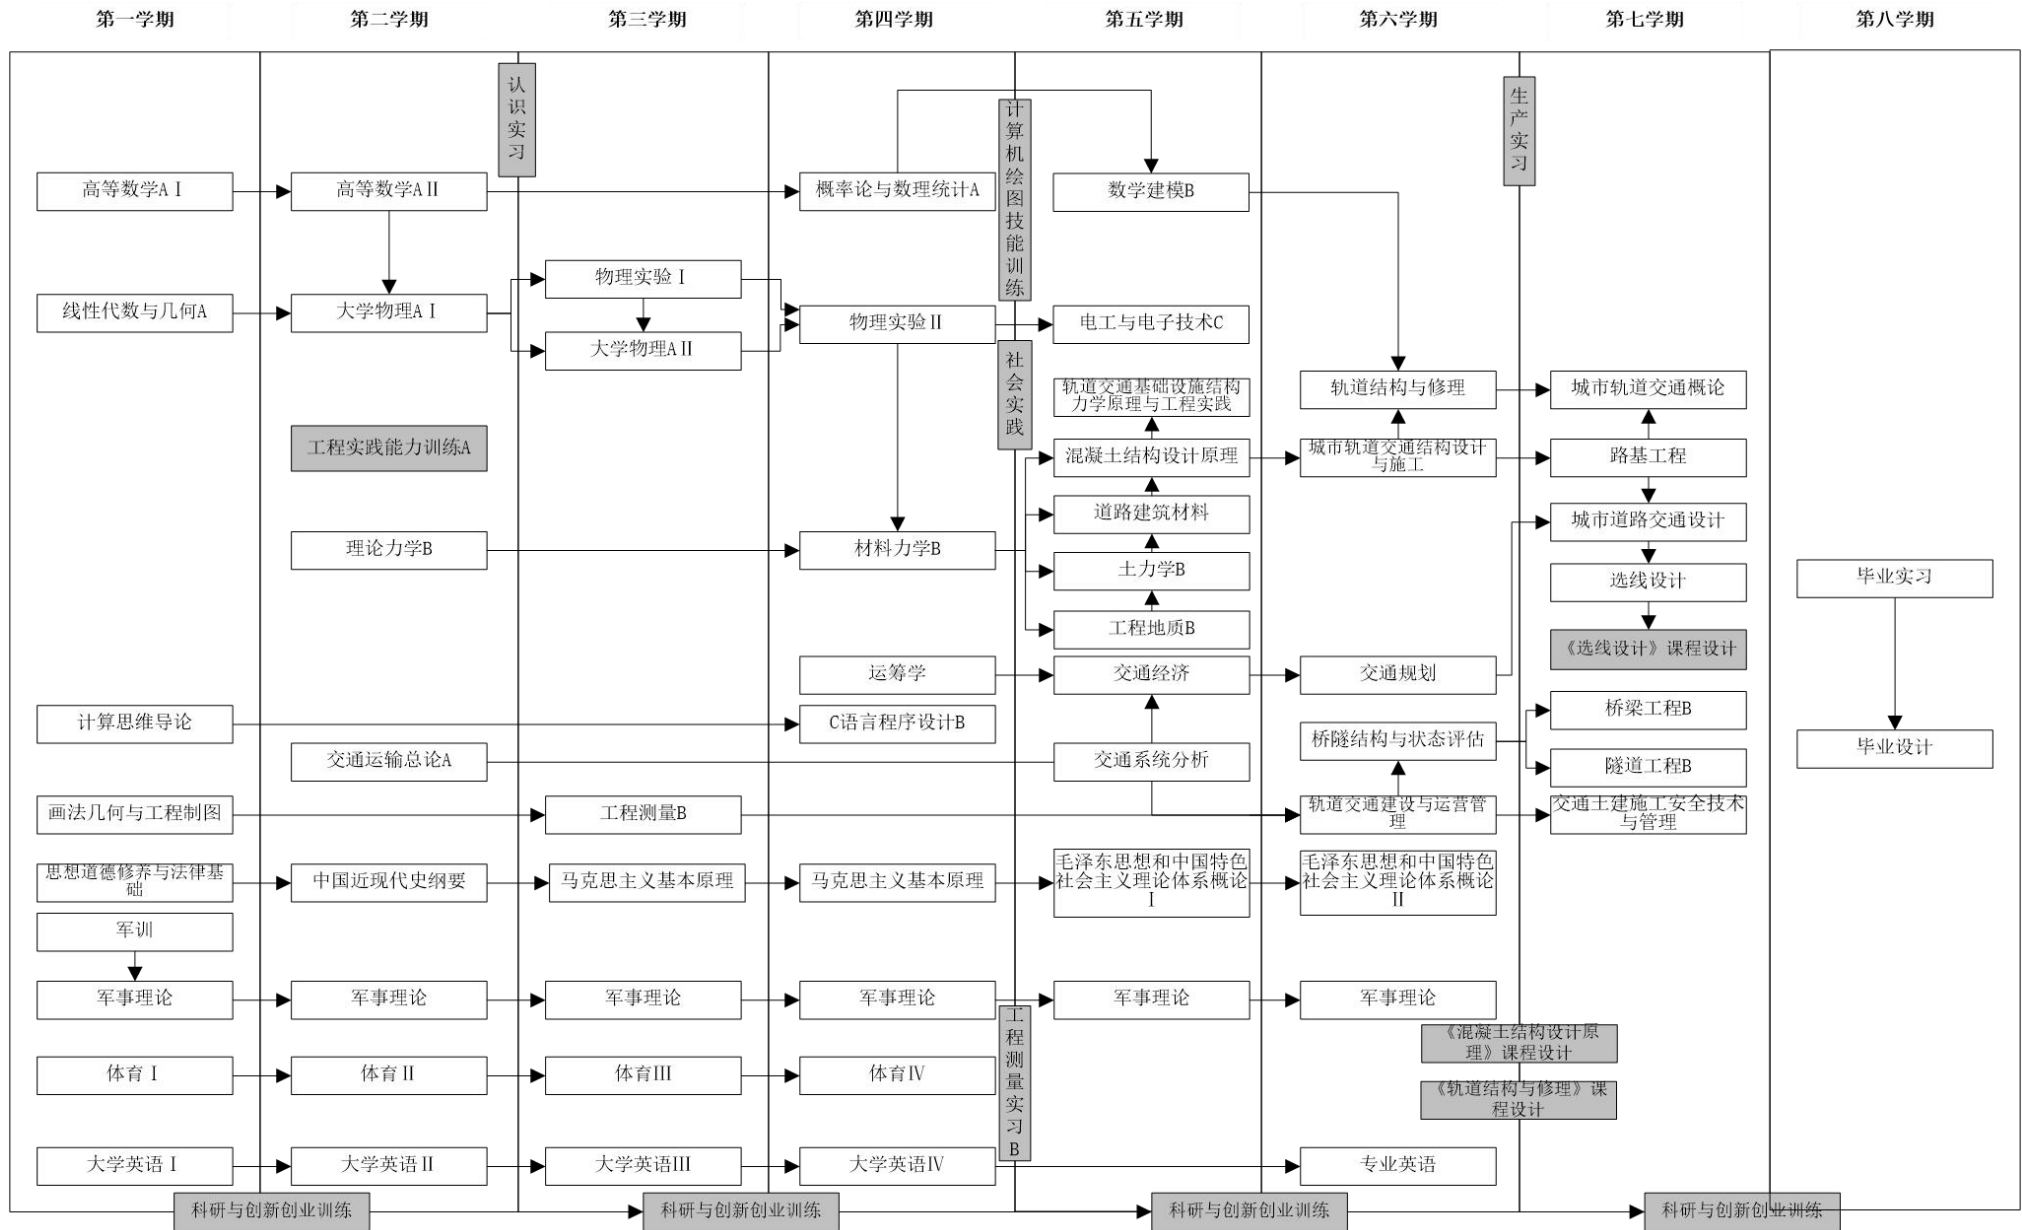 第一学期
第二学期
第三学期
第四学期
第五学期
第六学期
第七学期
第八学期
认识实习
计算机绘图技能训练
生产实习
高等数学AⅠ
高等数学AⅡ
概率论与数理统计A
数学建模B
线性代数与几何A
大学物理AⅠ
物理实验Ⅰ
大学物理AⅡ
物理实验Ⅱ
电工与电子技术C
社会实践
轨道交通基础设施结构
力学原理与工程实践
轨道结构与修理
城市轨道交通概论
工程实践能力训练A
混凝土结构设计原理
城市轨道交通结构设计
与施工
路基工程
道路建筑材料
城市道路交通设计
理论力学B
材料力学B
土力学B
选线设计
毕业实习
工程地质B
《选线设计》课程设计
运筹学
交通经济
交通规划
计算思维导论
C语言程序设计B
桥梁工程B
桥隧结构与状态评估
毕业设计
交通运输总论A
交通系统分析
隧道工程B
画法几何与工程制图
工程测量B
轨道交通建设与运营管
理
交通土建施工安全技术
与管理
思想道德修养与法律基
础
中国近现代史纲要
马克思主义基本原理
马克思主义基本原理
毛泽东思想和中国特色
社会主义理论体系概论
Ⅰ
毛泽东思想和中国特色
社会主义理论体系概论
Ⅱ
军训
军事理论
军事理论
军事理论
军事理论
军事理论
军事理论
工程测量实习B
《混凝土结构设计原
理》课程设计
体育Ⅰ
体育Ⅱ
体育Ⅲ
体育Ⅳ
《轨道结构与修理》课
程设计
大学英语Ⅰ
大学英语Ⅱ
大学英语Ⅲ
大学英语Ⅳ
专业英语
科研与创新创业训练
科研与创新创业训练
科研与创新创业训练
科研与创新创业训练